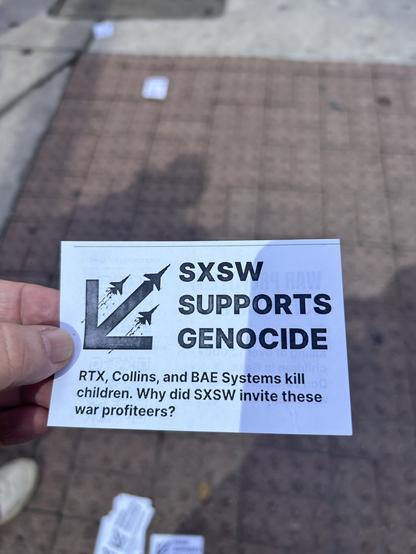 SXSW
SUPPORTS
GENOCIDE
RTX, Collins, and BAE Systems kill
children. Why did SXSW invite these
war profiteers?